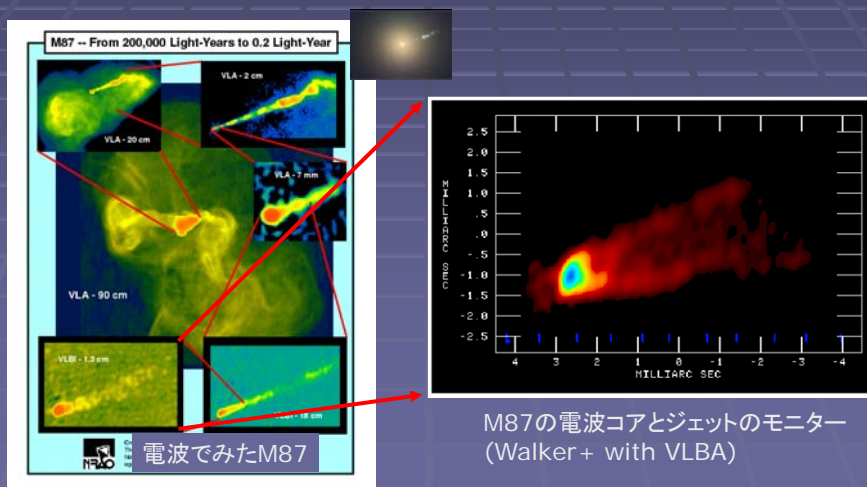 M87 -- From 200,000 Light-Years to 0.2 Light-Year
VLA - 20 cm
VLA - 2 cm
VLA - 7 mm
VLA - 90 cm
VLBI - 1.3 cm
18 cm
NRAO
電波でみたM87
2.5
2.0
1.5
1.0
.5
.0
-.5
-1.0
-1.5
-2.0
-2.5
MILLIARC SEC
4 3 2 1 0 -1 -2 -3 -4
MILLIARC SEC
M87の電波コアとジェットのモニター
(Walker+ with VLBA)